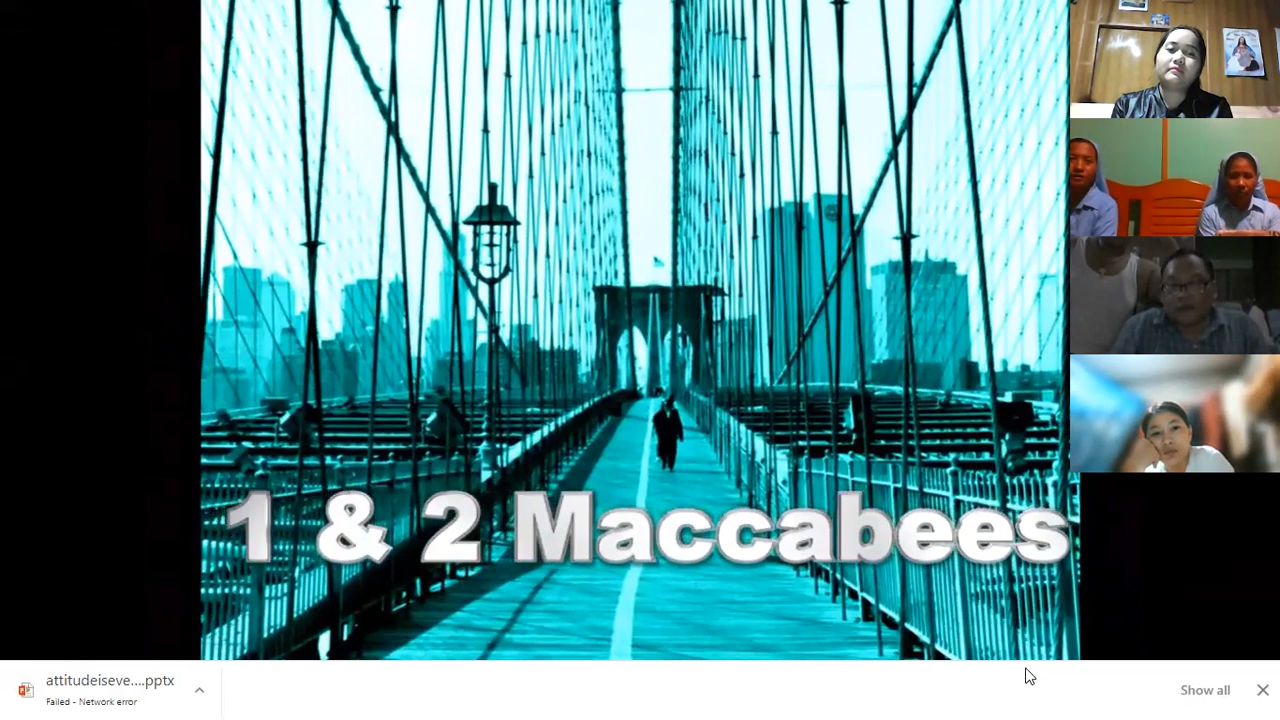 1 & 2 Maccabees
attitudeiseve....pptx
Failed - Network error
Show all